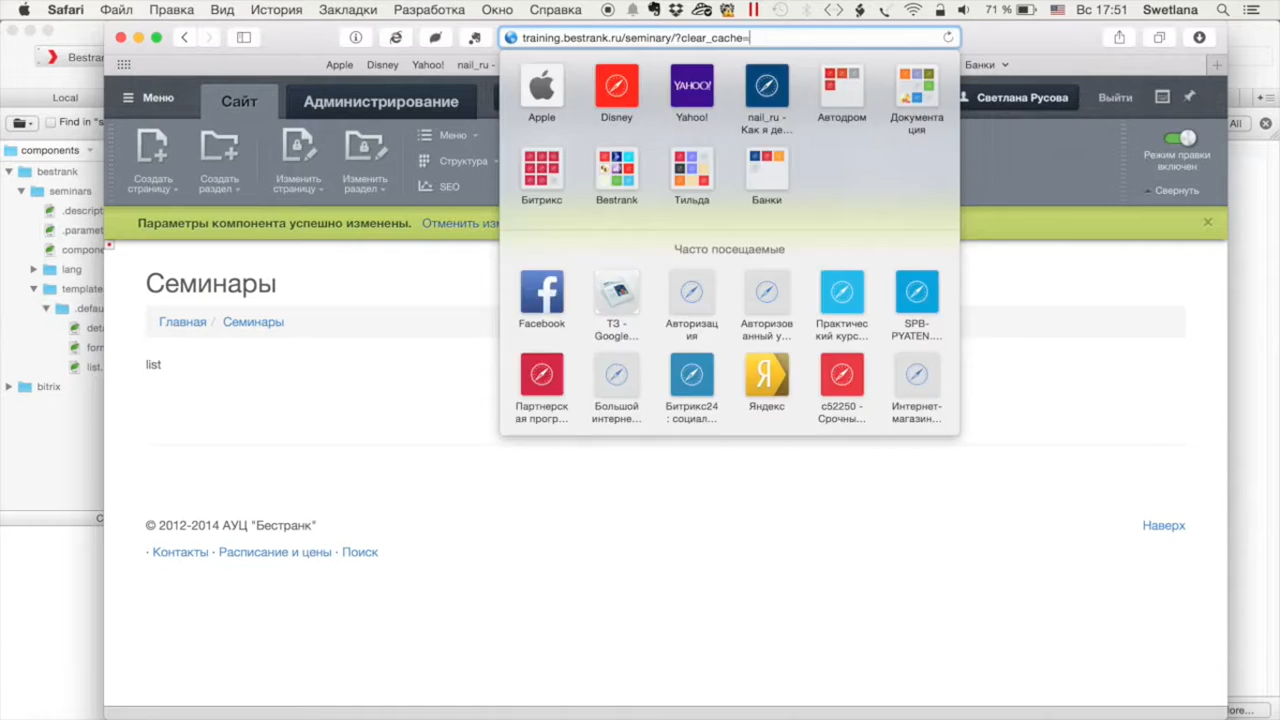 Safari Файл Правка Вид История Закладки Разработка Окно Справка 71 % Вс 17:51 Swetlana
training.bestrank.ru/seminary/?clear_cache=
Bestran
Apple Disney Yahoo! nail_ru - Банки
Local
Меню Сайт Администрирование Светлана Русова Выйти
Find in "s
All
components
bestrank
seminars
.descript
.parame
compone
lang
template
.defau
deta
form
list.
bitrix
Создать страницу
Создать раздел
Изменить страницу
Изменить раздел
Меню
Структура
SEO
Режим правки включен
Свернуть
Параметры компонента успешно изменены. Отменить изм
YAHOO!
Apple
Disney
Yahoo!
nail_ru - Как я де...
Автодром
Документация
Битрикс
Bestrank
Тильда
Банки
Часто посещаемые
Facebook
ТЗ - Google...
Авторизация
Авторизованный у...
Практический курс...
SPB-PYATEN....
Партнерская прогр...
Большой интерне...
Битрикс24: социал...
Яндекс
c52250 - Срочны...
Интернет-магазин...
Семинары
Главная / Семинары
list
© 2012-2014 АУЦ "Бестранк"
Наверх
· Контакты · Расписание и цены · Поиск
ore...